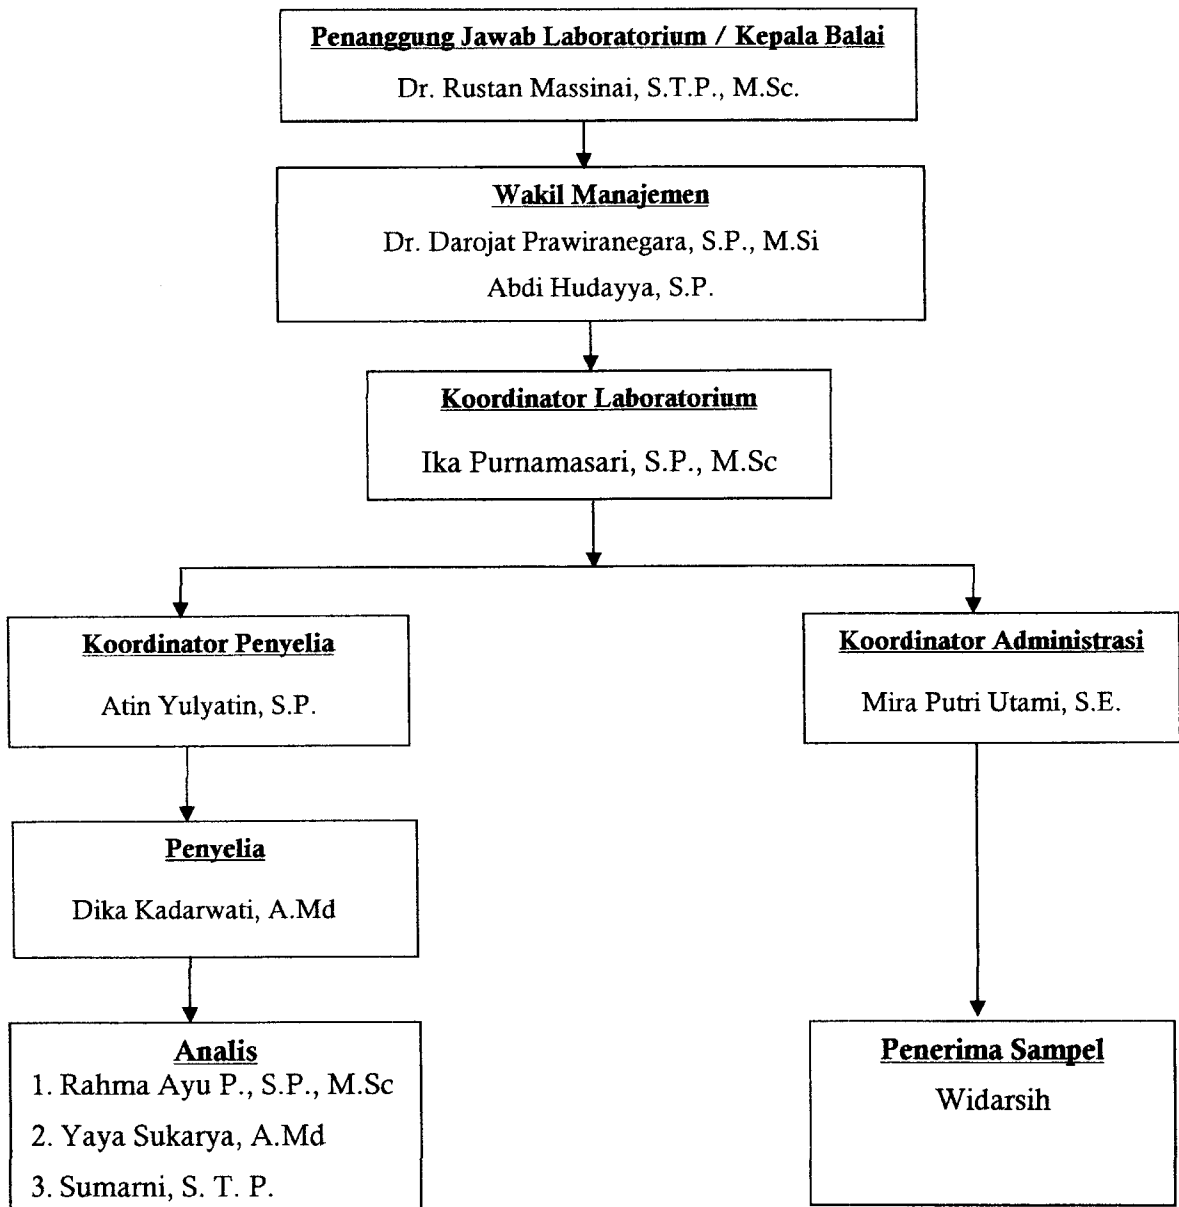 Penanggung Jawab Laboratorium / Kepala Balai
Dr. Rustan Massinai, S.T.P., M.Sc.
Wakil Manajemen
Dr. Darojat Prawiranegara, S.P., M.Si
Abdi Hudayya, S.P.
Koordinator Laboratorium
Ika Purnamasari, S.P., M.Sc
Koordinator Penyelia
Atin Yulyatin, S.P.
Koordinator Administrasi
Mira Putri Utami, S.E.
Penyelia
Dika Kadarwati, A.Md
Analis
1. Rahma Ayu P., S.P., M.Sc
2. Yaya Sukarya, A.Md
3. Sumarni, S. T. P.
Penerima Sampel
Widarsih